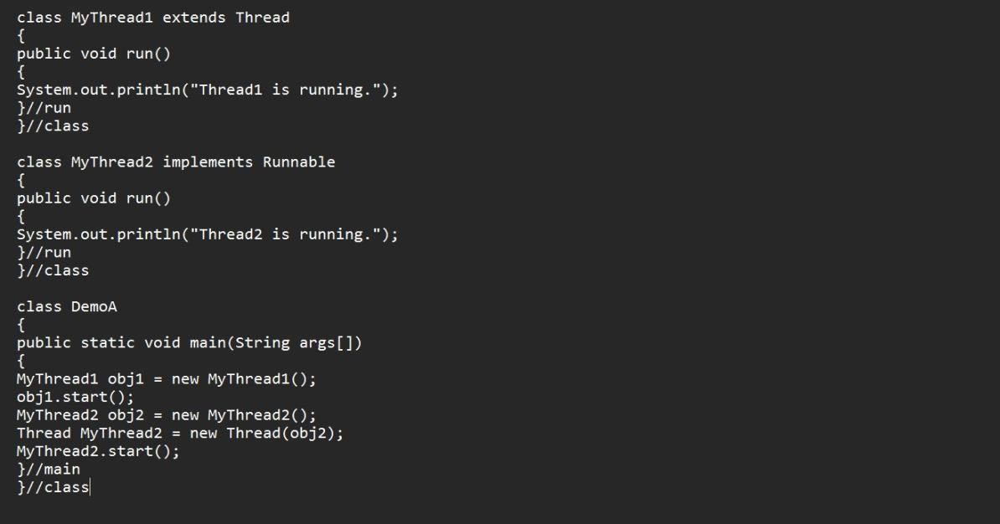 class MyThread1 extends Thread
{
public void run()
{
System.out.println("Thread1 is running.");
}//run
}//class

class MyThread2 implements Runnable
{
public void run()
{
System.out.println("Thread2 is running.");
}//run
}//class

class DemoA
{
public static void main(String args[])
{
MyThread1 obj1 = new MyThread1();
obj1.start();
MyThread2 obj2 = new MyThread2();
Thread MyThread2 = new Thread(obj2);
MyThread2.start();
}//main
}//class